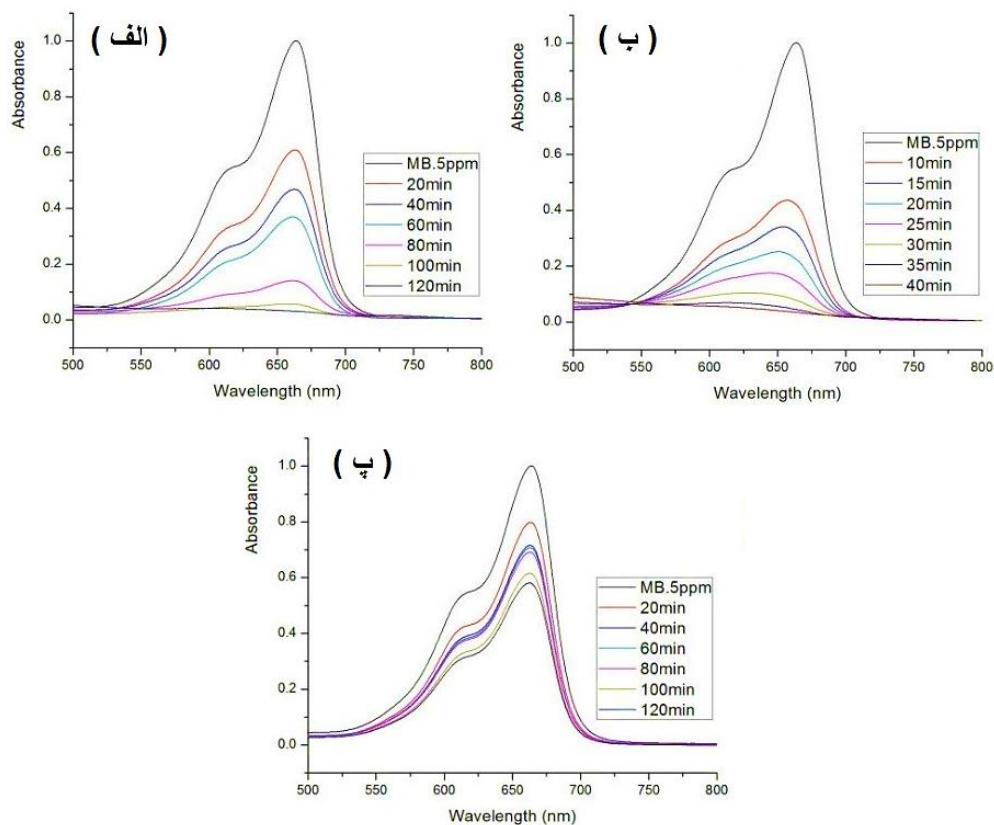 ( الف )
Absorbance
1.0
0.8
0.6
0.4
0.2
0.0
500 550 600 650 700 750 800
Wavelength (nm)
MB.5ppm
20min
40min
60min
80min
100min
120min
( ب )
Absorbance
1.0
0.8
0.6
0.4
0.2
0.0
500 550 600 650 700 750 800
Wavelength (nm)
MB.5ppm
10min
15min
20min
25min
30min
35min
40min
( پ )
Absorbance
1.0
0.8
0.6
0.4
0.2
0.0
500 550 600 650 700 750 800
Wavelength (nm)
MB.5ppm
20min
40min
60min
80min
100min
120min